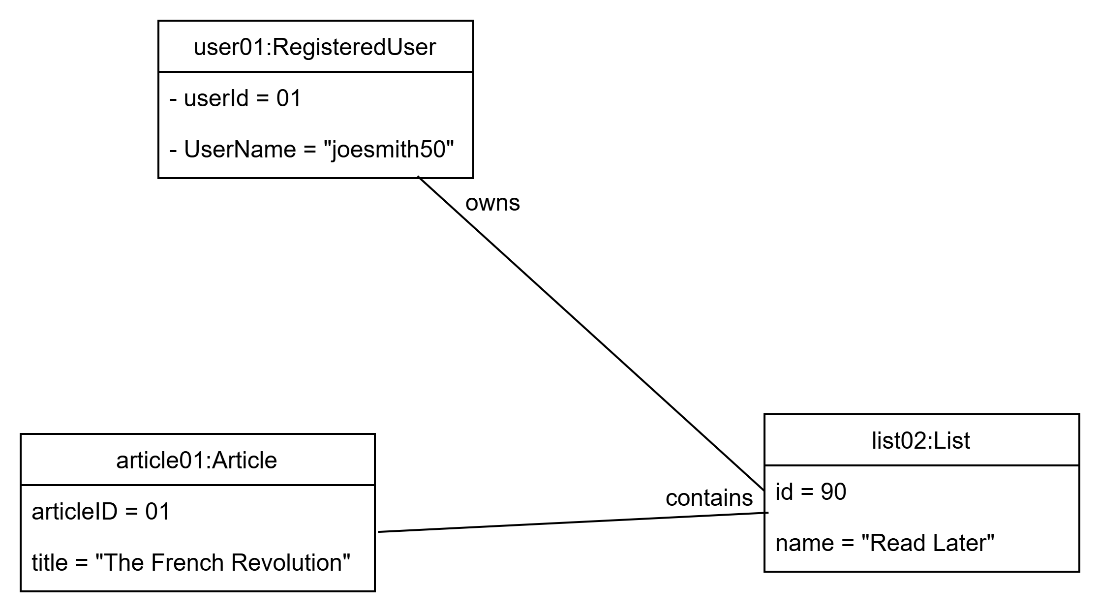 user01:RegisteredUser
- userId = 01
- UserName = "joesmith50"
owns
article01:Article
articleID = 01
title = "The French Revolution"
contains
list02:List
id = 90
name = "Read Later"